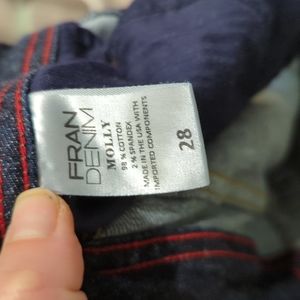 FRAN
DENIM
MOLLY
98 % COTTON
2 % SPANDEX
MADE IN THE USA WITH
IMPORTED COMPONENTS
28